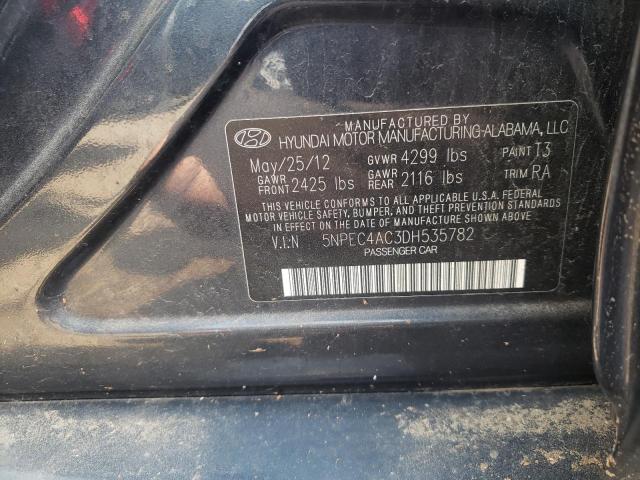 MANUFACTURED BY
HYUNDAI MOTOR MANUFACTURING-ALABAMA, LLC
May/25/12 GVWR 4299 lbs PAINT T3
GAWR FRONT 2425 lbs GAWR REAR 2116 lbs TRIM RA
THIS VEHICLE CONFORMS TO ALL APPLICABLE U.S.A. FEDERAL
MOTOR VEHICLE SAFETY, BUMPER, AND THEFT PREVENTION STANDARDS
IN EFFECT ON THE DATE OF MANUFACTURE SHOWN ABOVE.
V.I.N 5NPEC4AC3DH535782
PASSENGER CAR